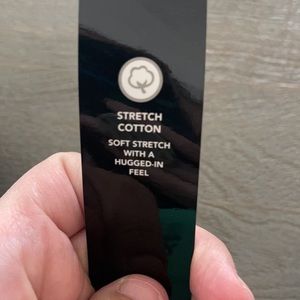 STRETCH
COTTON
SOFT STRETCH
WITH A
HUGGED-IN
FEEL